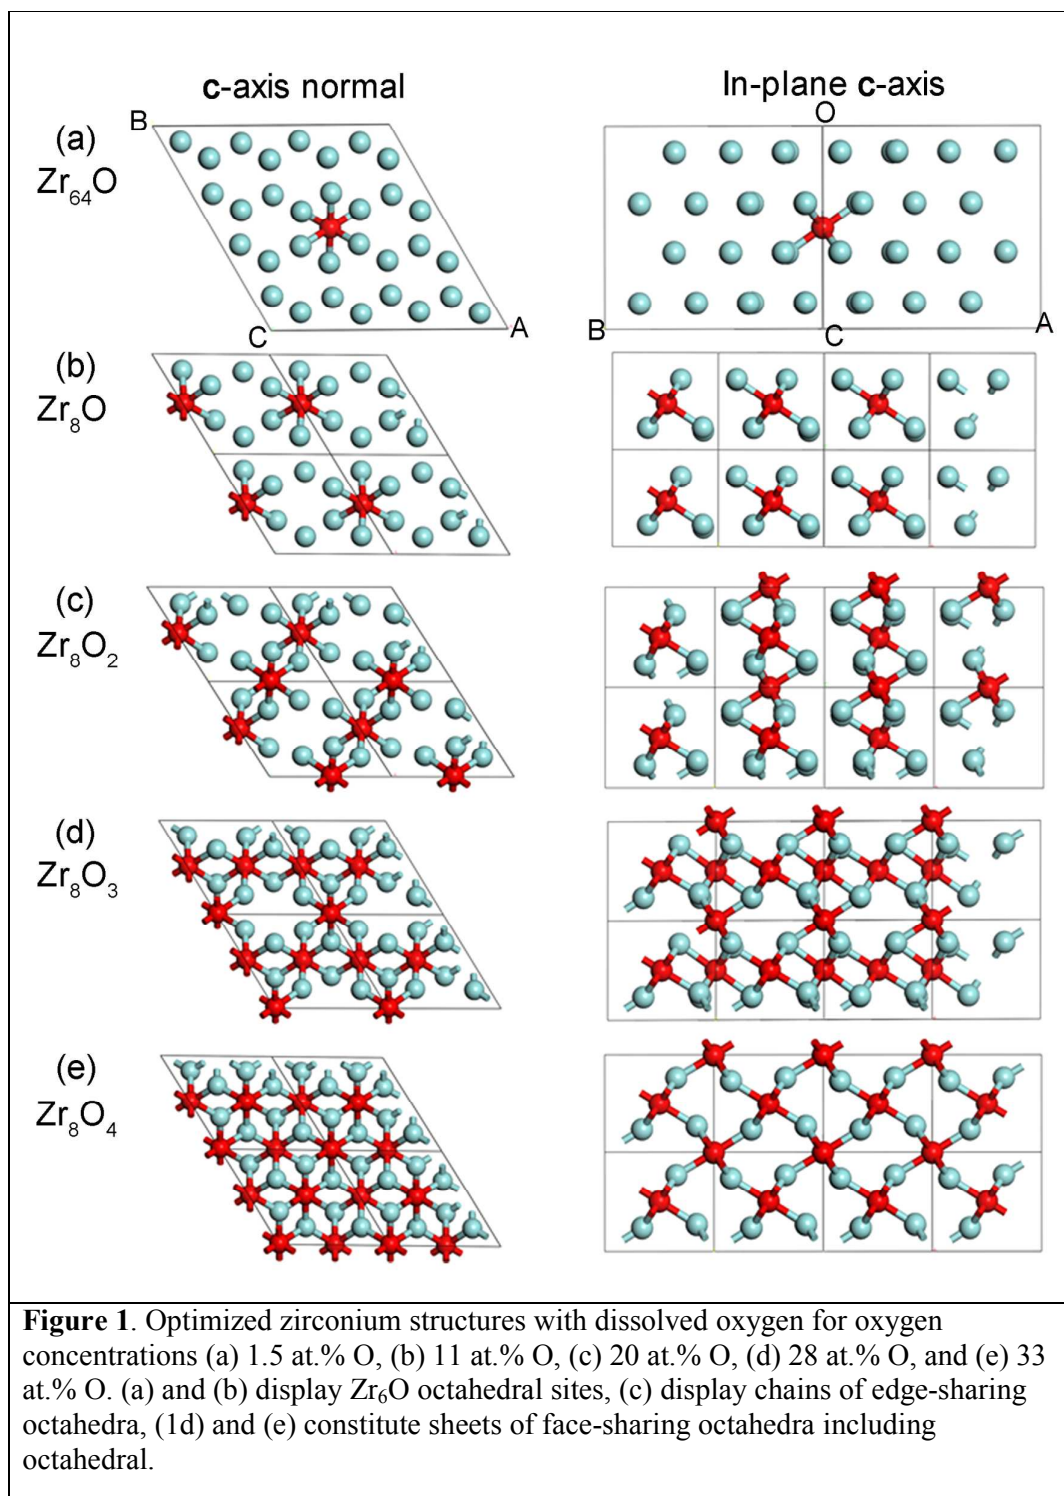 c-axis normal
In-plane c-axis
B
O
(a)
Zr64O
C
A
B
C
A
(b)
Zr8O
(c)
Zr8O2
(d)
Zr8O3
(e)
Zr8O4
Figure 1. Optimized zirconium structures with dissolved oxygen for oxygen
concentrations (a) 1.5 at.% O, (b) 11 at.% O, (c) 20 at.% O, (d) 28 at.% O, and (e) 33
at.% O. (a) and (b) display Zr6O octahedral sites, (c) display chains of edge-sharing
octahedra, (1d) and (e) constitute sheets of face-sharing octahedra including
octahedral.